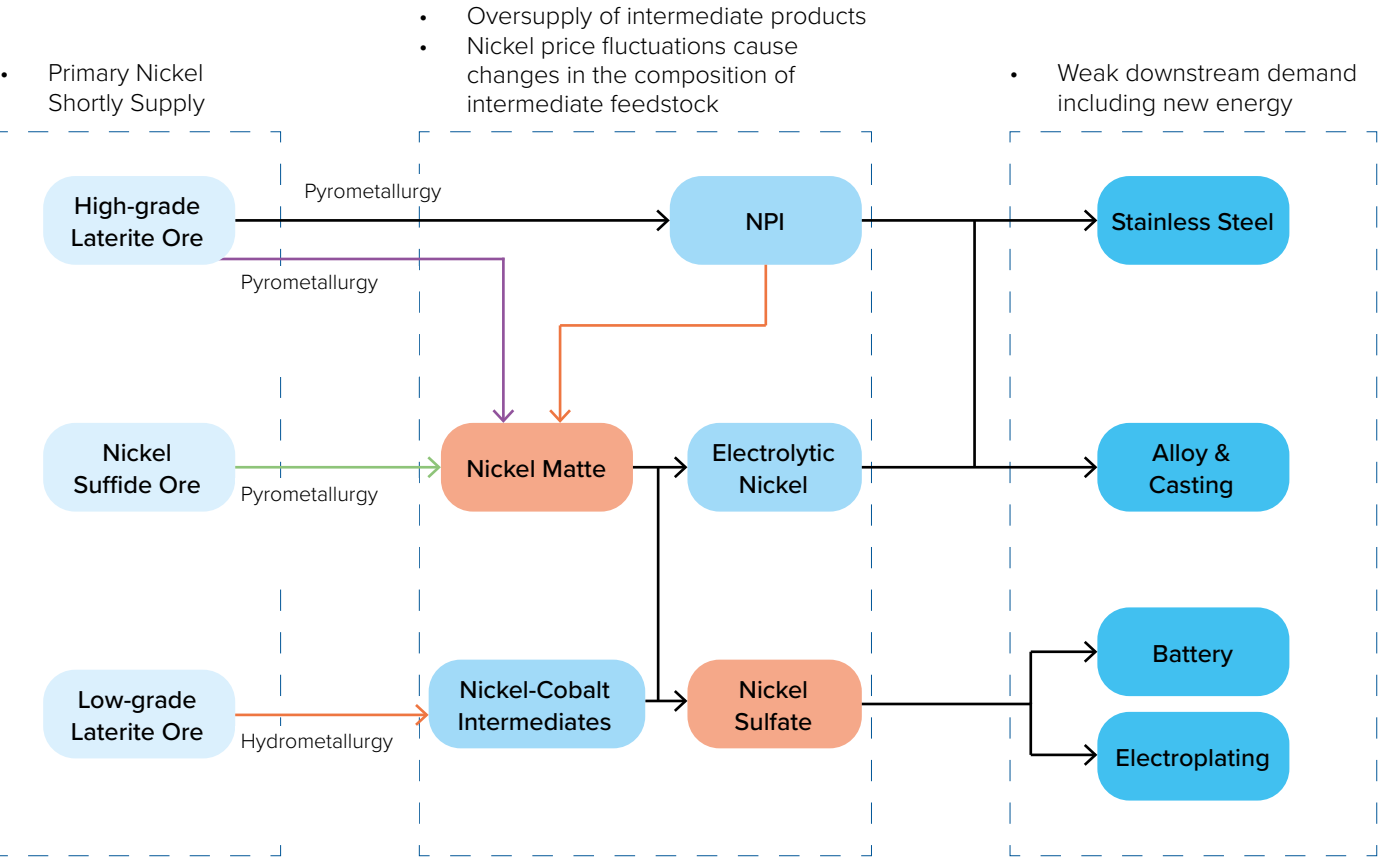 • Primary Nickel
Shortly Supply
• Oversupply of intermediate products
• Nickel price fluctuations cause
changes in the composition of
intermediate feedstock
• Weak downstream demand
including new energy
High-grade
Laterite Ore
Pyrometallurgy
NPI
Stainless Steel
Pyrometallurgy
Nickel
Suffide Ore
Pyrometallurgy
Nickel Matte
Electrolytic
Nickel
Alloy &
Casting
Low-grade
Laterite Ore
Hydrometallurgy
Nickel-Cobalt
Intermediates
Nickel
Sulfate
Battery
Electroplating